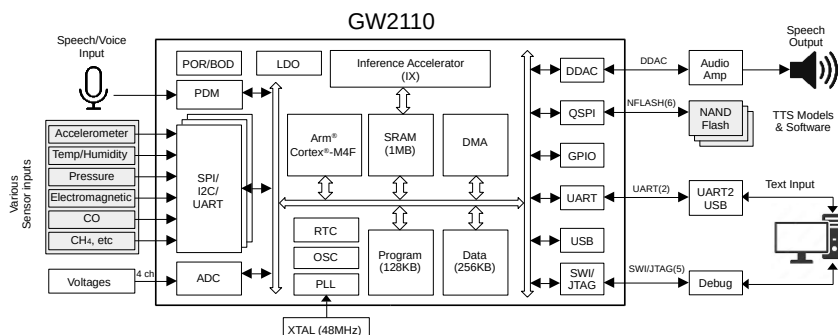 GW2110
Speech/Voice
Input
Speech
Output
POR/BOD
LDO
Inference Accelerator
(IX)
PDM
DDAC
DDAC
Audio
Amp
QSPI
NFLASH(6)
NAND
Flash
TTS Models
& Software
Various
Sensor inputs
Accelerometer
Temp/Humidity
Pressure
Electromagnetic
CO
CH4, etc
SPI/
I2C/
UART
Arm®
Cortex®-M4F
SRAM
(1MB)
DMA
GPIO
UART
UART(2)
UART2
USB
Text Input
RTC
OSC
PLL
Program
(128KB)
Data
(256KB)
USB
Voltages
4 ch
ADC
SWI/
JTAG
SWI/JTAG(5)
Debug
XTAL (48MHz)